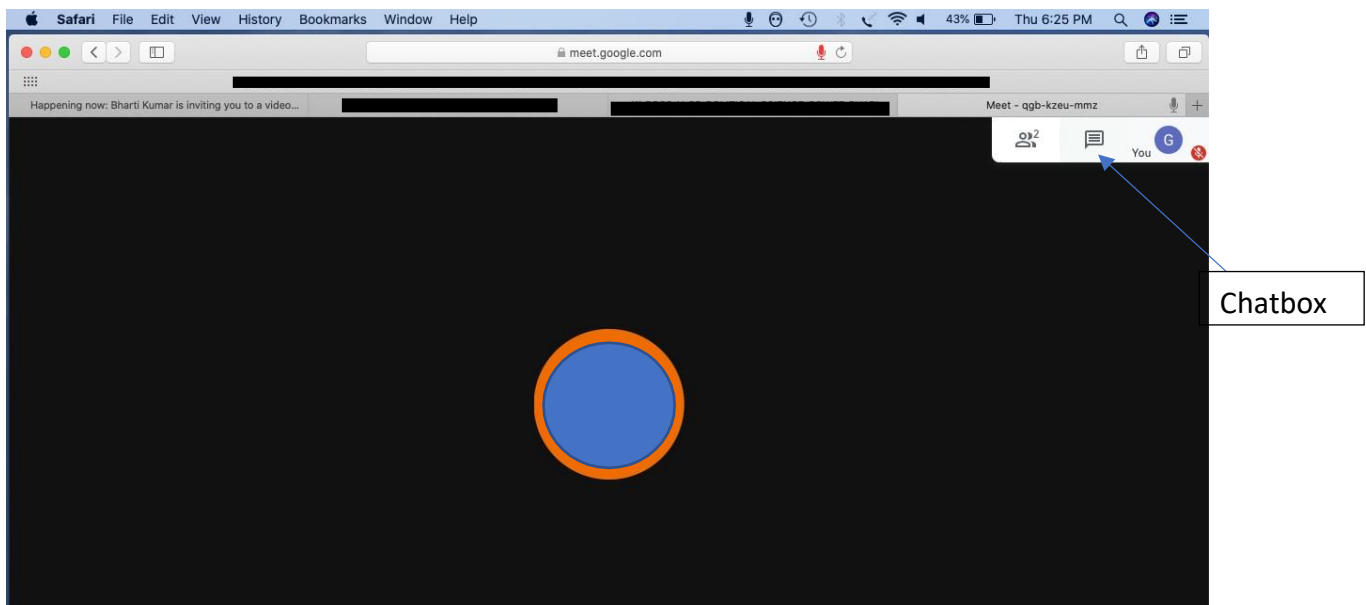 Safari File Edit View History Bookmarks Window Help 43% Thu 6:25 PM
meet.google.com
Happening now: Bharti Kumar is inviting you to a video... Meet - qgb-kzeu-mmz
2
You G
Chatbox